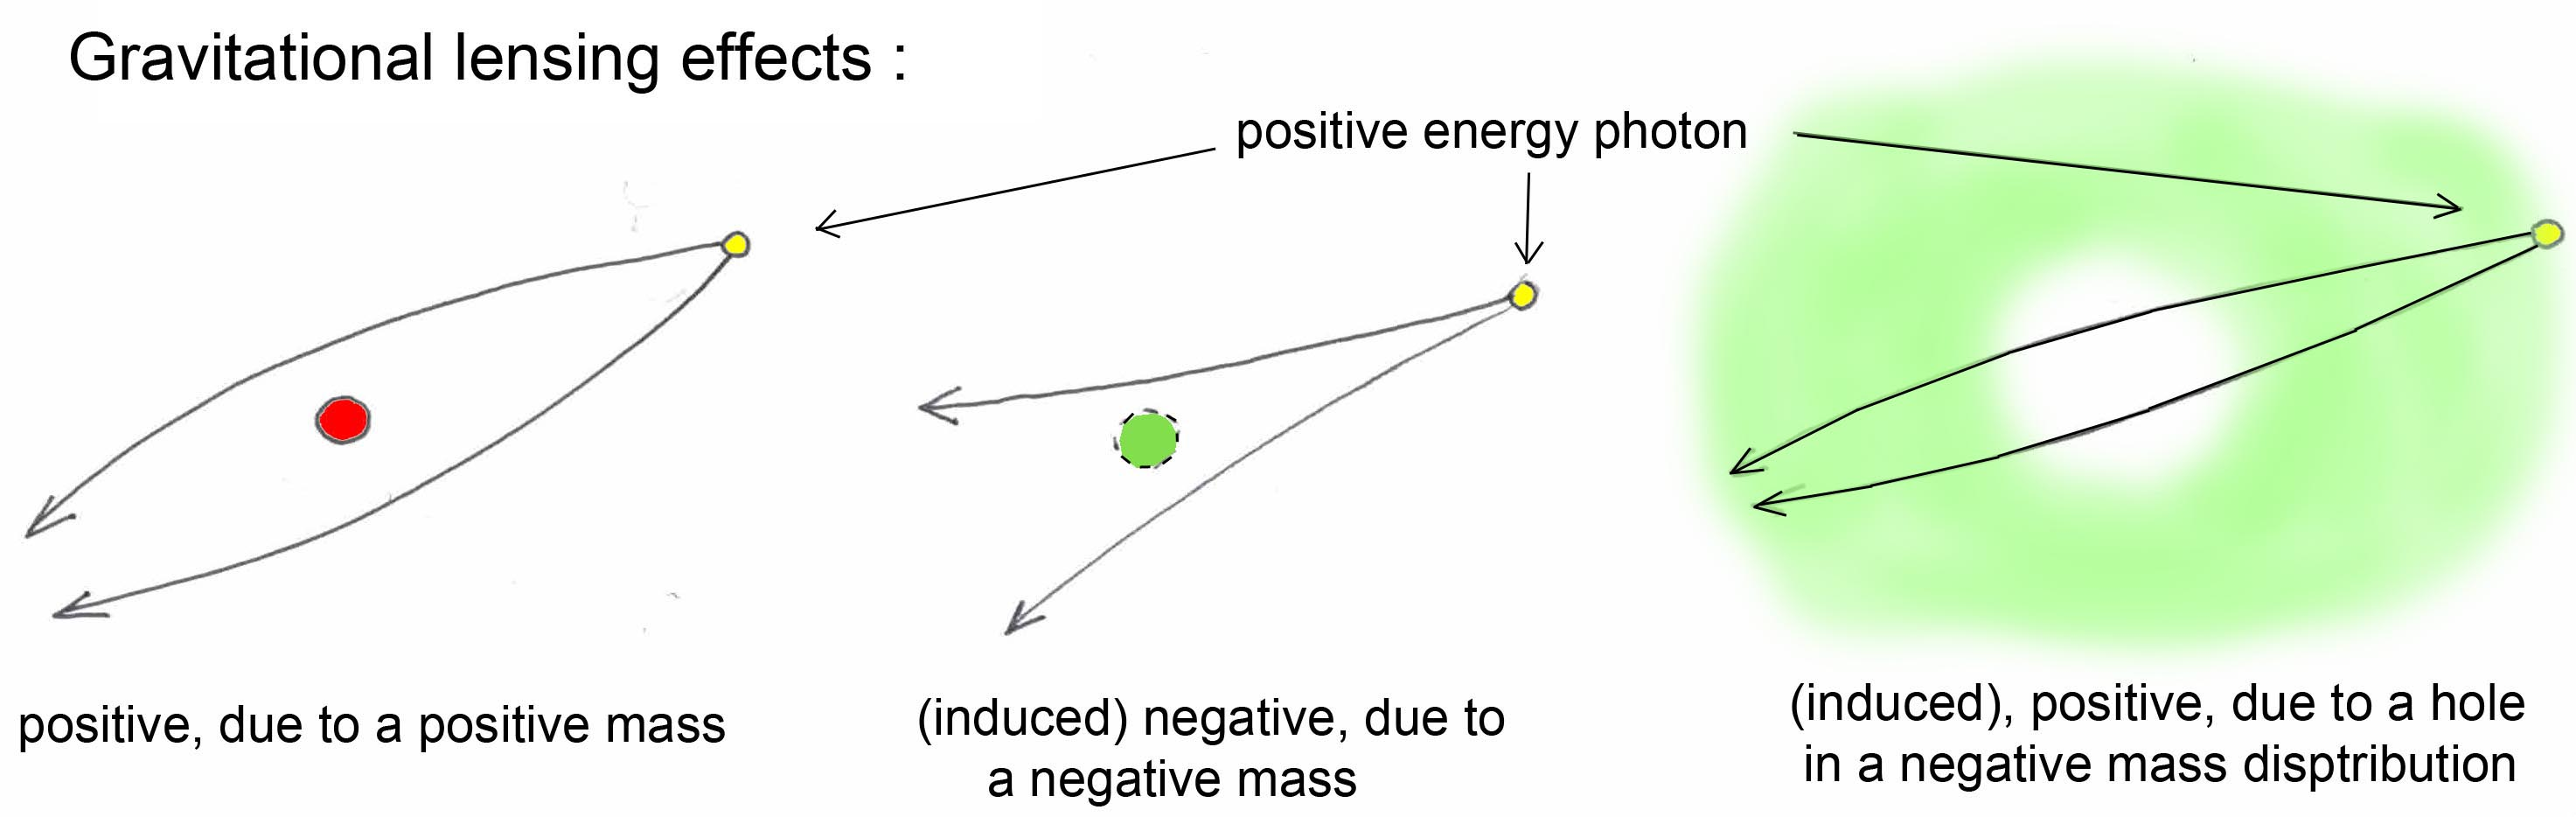 Gravitational lensing effects :
positive energy photon
positive, due to a positive mass
(induced) negative, due to
a negative mass
(induced), positive, due to a hole
in a negative mass disptribution